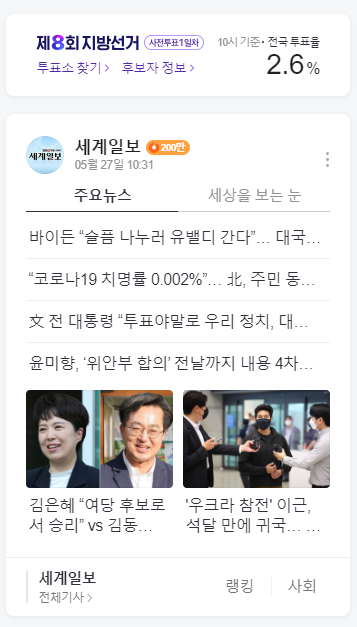 제8회 지방선거 사전투표1일차 10시 기준 · 전국 투표율
투표소 찾기 > 후보자 정보 > 2.6 %
세계일보
세계일보 200만
05월 27일 10:31
주요뉴스 세상을 보는 눈
바이든 “슬픔 나누러 유밸디 간다”… 대국…
“코로나19 치명률 0.002%”… 北, 주민 동…
文 전 대통령 “투표야말로 우리 정치, 대…
윤미향, ‘위안부 합의’ 전날까지 내용 4차…
김은혜 “여당 후보로
서 승리” vs 김동…
'우크라 참전' 이근,
석달 만에 귀국… …
세계일보
전체기사 >
랭킹 사회